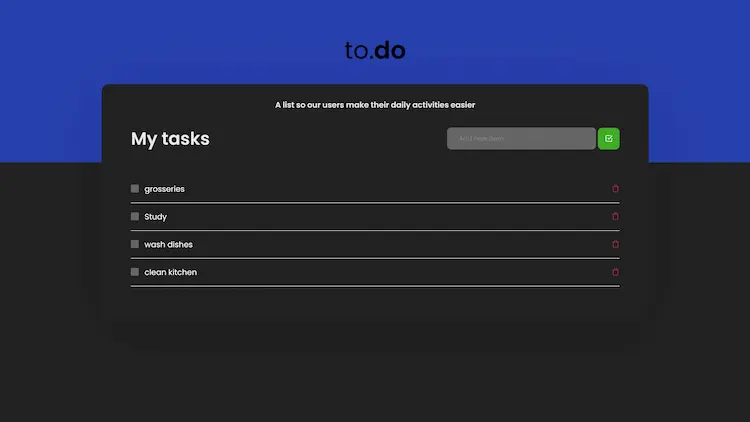 to.do
A list so our users make their daily activities easier
My tasks
Add new task
grosseries
Study
wash dishes
clean kitchen